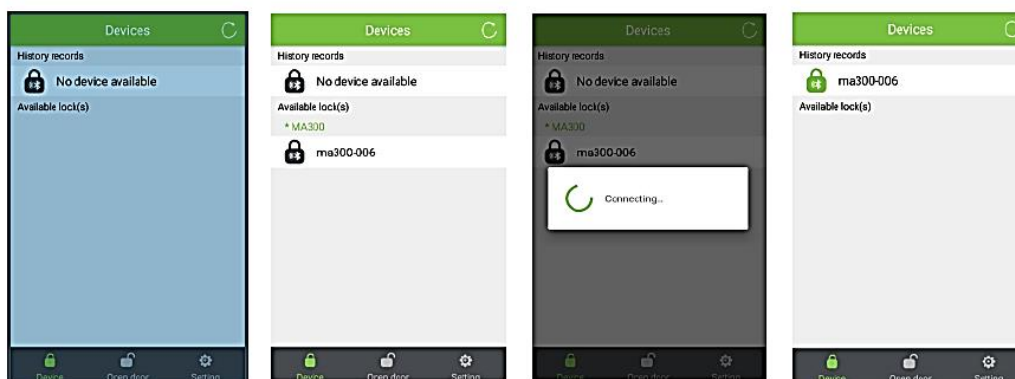 Devices
History records
No device available
Available lock(s)
Device
Open door
Setting
Devices
History records
No device available
Available lock(s)
* MA300
ma300-006
Device
Open door
Setting
Devices
History records
No device available
Available lock(s)
* MA300
ma300-006
Connecting...
Device
Open door
Setting
Devices
History records
ma300-006
Available lock(s)
Device
Open door
Setting